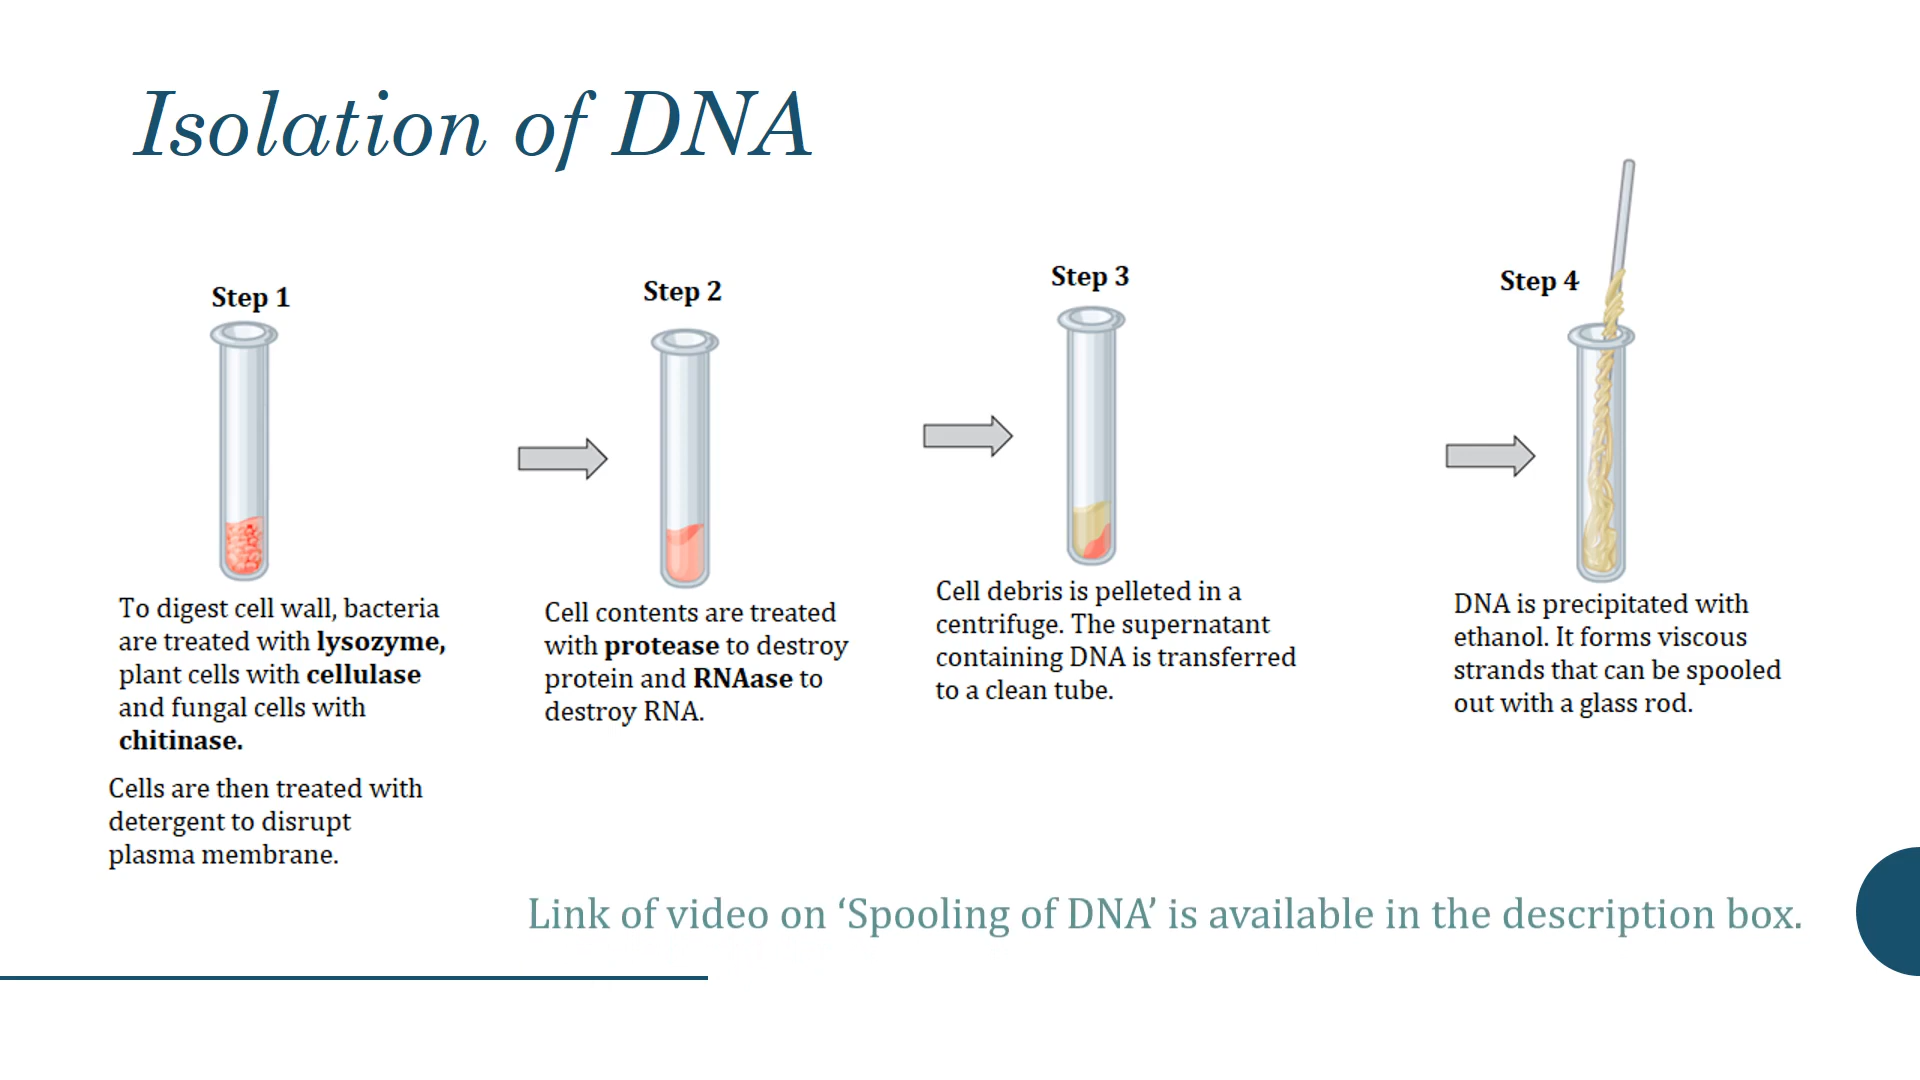 Isolation of DNA
Step 1
To digest cell wall, bacteria
are treated with lysozyme,
plant cells with cellulase
and fungal cells with
chitinase.
Cells are then treated with
detergent to disrupt
plasma membrane.
Step 2
Cell contents are treated
with protease to destroy
protein and RNAase to
destroy RNA.
Step 3
Cell debris is pelleted in a
centrifuge. The supernatant
containing DNA is transferred
to a clean tube.
Step 4
DNA is precipitated with
ethanol. It forms viscous
strands that can be spooled
out with a glass rod.
Link of video on ‘Spooling of DNA’ is available in the description box.